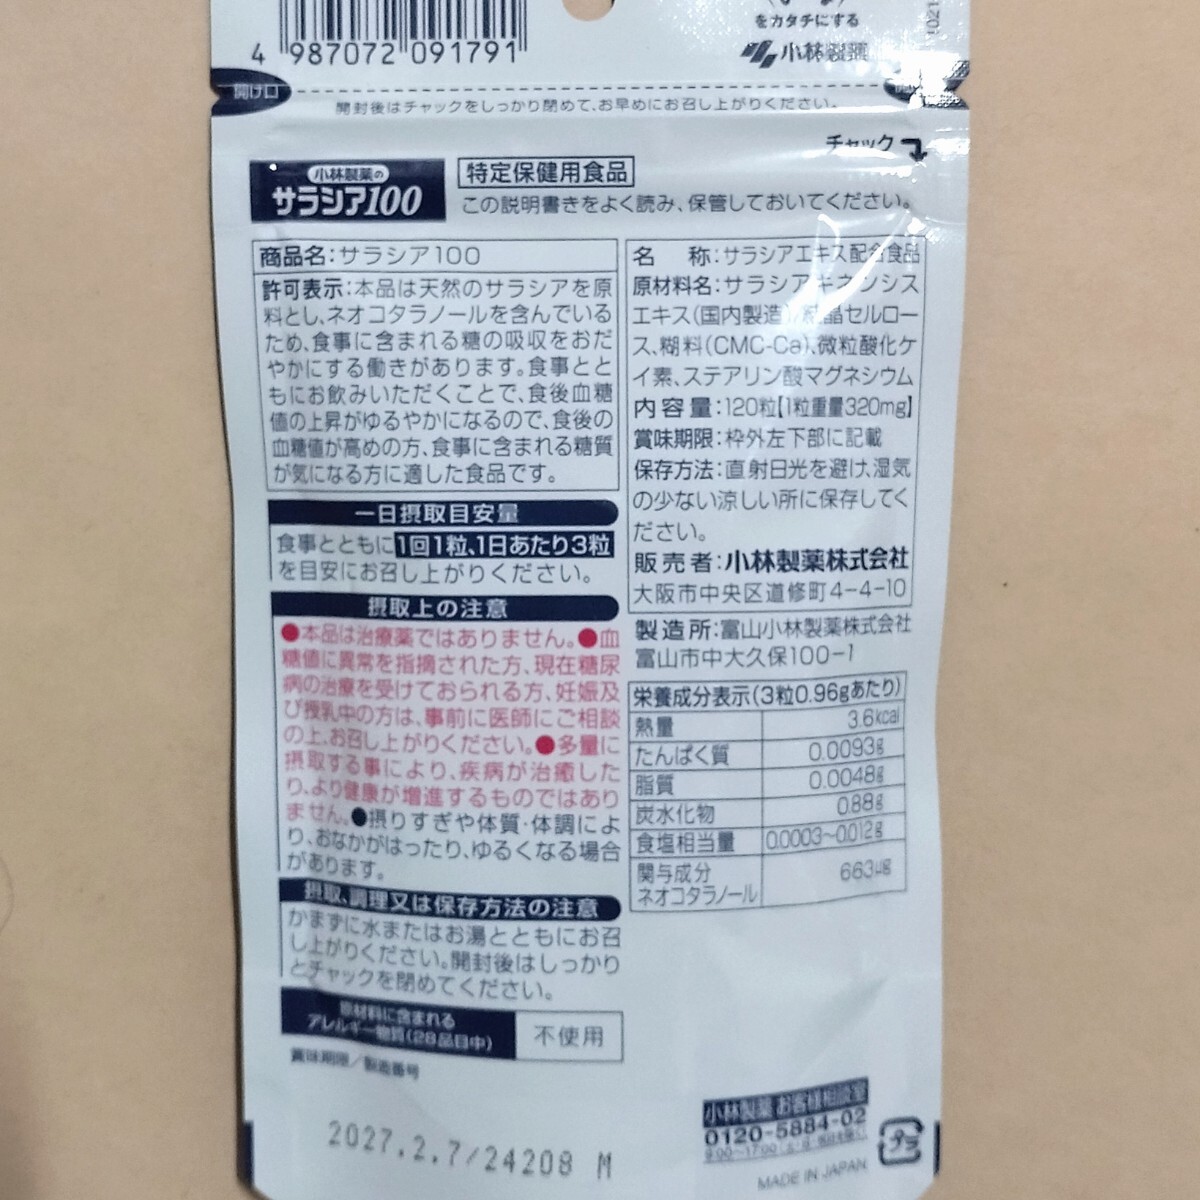 4 987072 091791
をカタチにする
小林製薬
1021
開け口
開封後はチャックをしっかり閉めて、お早めにお召し上がりください。
チャック
小林製薬の
サラシア100
特定保健用食品
この説明書きをよく読み、保管しておいてください。
商品名:サラシア100
許可表示:本品は天然のサラシアを原
料とし、ネオコタラノールを含んでいる
ため、食事に含まれる糖の吸収をおだ
やかにする働きがあります。食事とと
もにお飲みいただくことで、食後血糖
値の上昇がゆるやかになるので、食後の
血糖値が高めの方、食事に含まれる糖質
が気になる方に適した食品です。
一日摂取目安量
食事とともに1回1粒、1日あたり3粒
を目安にお召し上がりください。
摂取上の注意
●本品は治療薬ではありません。●血
糖値に異常を指摘された方、現在糖尿
病の治療を受けておられる方、妊娠及
び授乳中の方は、事前に医師にご相談
の上、お召し上がりください。●多量に
摂取する事により、疾病が治癒した
り、より健康が増進するものではあり
ません。●摂りすぎや体質・体調によ
り、おなかがはったり、ゆるくなる場合
があります。
摂取、調理又は保存方法の注意
かまずに水またはお湯とともにお召
し上がりください。開封後はしっかり
とチャックを閉めてください。
原材料に含まれる
アレルギー物質(28品目中)
不使用
賞味期限/製造番号
2027.2.7/24208 M
名 称:サラシアエキス配合食品
原材料名:サラシアキネンシス
エキス(国内製造)/結晶セルロー
ス、糊料(CMC-Ca)、微粒酸化ケ
イ素、ステアリン酸マグネシウム
内容量:120粒【1粒重量320mg】
賞味期限:枠外左下部に記載
保存方法:直射日光を避け、湿気
の少ない涼しい所に保存してく
ださい。
販売者:小林製薬株式会社
大阪市中央区道修町4-4-10
製造所:富山小林製薬株式会社
富山市中大久保100-1
栄養成分表示(3粒0.96gあたり)
熱量 3.6kcal
たんぱく質 0.0093g
脂質 0.0048g
炭水化物 0.88g
食塩相当量 0.0003~0.012g
関与成分
ネオコタラノール 663μg
小林製薬 お客様相談室
0120-5884-02
9:00~17:00(土・日・祝日を除く)
MADE IN JAPAN
プラ